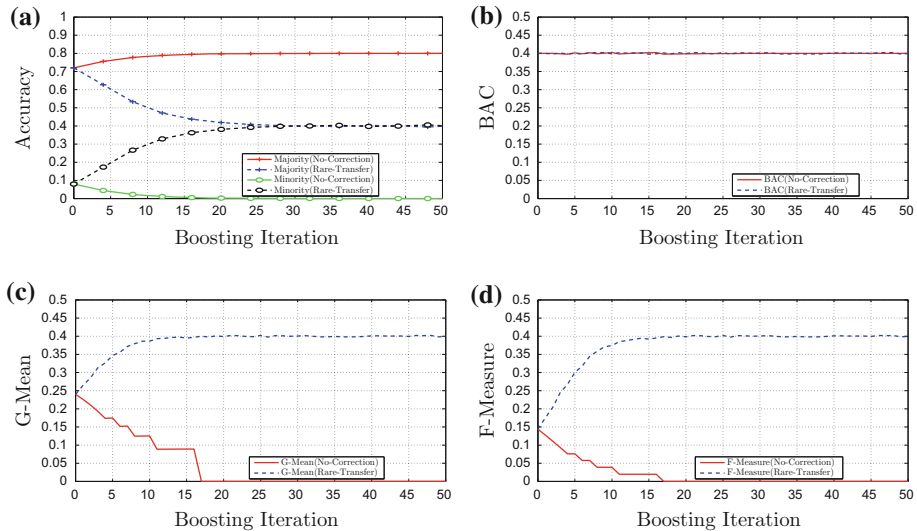 (a)
1
0.9
0.8
0.7
0.6
0.5
0.4
0.3
0.2
0.1
0
Accuracy
Majority(No-Correction)
Majority(Rare-Transfer)
Minority(No-Correction)
Minority(Rare-Transfer)
0 5 10 15 20 25 30 35 40 45 50
Boosting Iteration
(b)
0.5
0.45
0.4
0.35
0.3
0.25
0.2
0.15
0.1
0.05
0
BAC
BAC(No-Correction)
BAC(Rare-Transfer)
0 5 10 15 20 25 30 35 40 45 50
Boosting Iteration
(c)
0.5
0.45
0.4
0.35
0.3
0.25
0.2
0.15
0.1
0.05
0
G-Mean
G-Mean(No-Correction)
G-Mean(Rare-Transfer)
0 5 10 15 20 25 30 35 40 45 50
Boosting Iteration
(d)
0.5
0.45
0.4
0.35
0.3
0.25
0.2
0.15
0.1
0.05
0
F-Measure
F-Measure(No-Correction)
F-Measure(Rare-Transfer)
0 5 10 15 20 25 30 35 40 45 50
Boosting Iteration